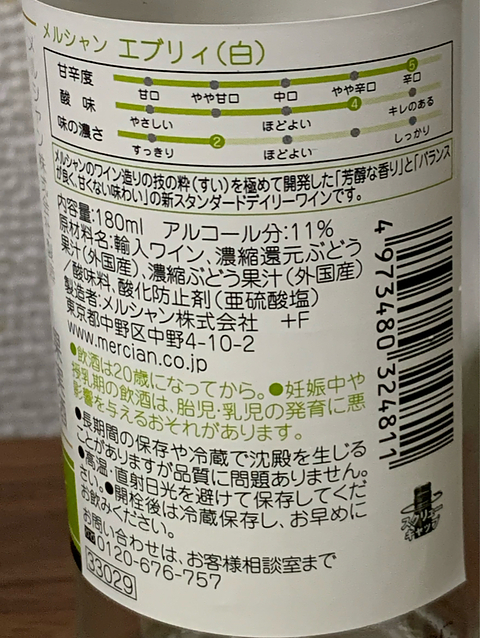 メルシャン エブリィ(白)
甘辛度
5
甘口 やや甘口 中口 やや辛口 辛口
酸味
4
やさしい ほどよい キレのある
味の濃さ
2
すっきり ほどよい しっかり
メルシャンのワイン造りの技の粋(すい)を極めて開発した「芳醇な香り」と「バランス
が良く、甘くない味わい」の新スタンダードデイリーワインです。
内容量:180ml アルコール分:11%
原材料名:輸入ワイン、濃縮還元ぶどう
果汁(外国産)、濃縮ぶどう果汁(外国産)
/酸味料、酸化防止剤(亜硫酸塩)
製造者:メルシャン株式会社 +F
東京都中野区中野4-10-2
www.mercian.co.jp
●飲酒は20歳になってから。●妊娠中や
授乳期の飲酒は、胎児・乳児の発育に悪
影響を与えるおそれがあります。
●長期間の保存や冷蔵で沈殿を生じる
ことがありますが品質に問題ありません。
●高温・直射日光を避けて保存してくだ
さい。●開栓後は冷蔵保存し、お早めに
お飲みください。
お問い合わせは、お客様相談室まで
0120-676-757
33029
4 973480 324811
スクリュー
キャップ